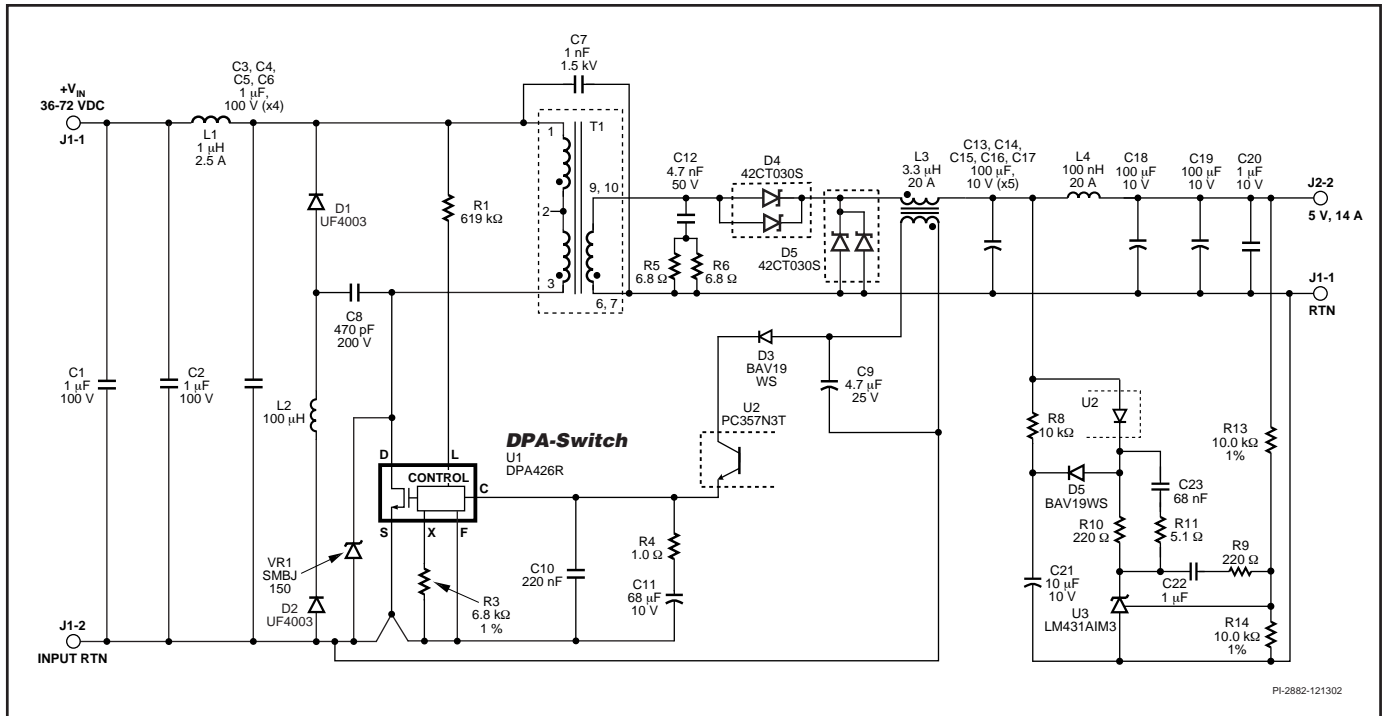 +VIN
36-72 VDC
J1-1
C3, C4,
C5, C6
1 µF,
100 V (x4)
L1
1 µH
2.5 A
C7
1 nF
1.5 kV
D1
UF4003
R1
619 kΩ
1
2
3
T1
9, 10
6, 7
C12
4.7 nF
50 V
D4
42CT030S
D5
42CT030S
L3
3.3 µH
20 A
C13, C14,
C15, C16, C17
100 µF,
10 V (x5)
L4
100 nH
20 A
C18
100 µF
10 V
C19
100 µF
10 V
C20
1 µF
10 V
J2-2
5 V, 14 A
R5
6.8 Ω
R6
6.8 Ω
J1-1
RTN
C8
470 pF
200 V
C1
1 µF
100 V
C2
1 µF
100 V
L2
100 µH
D3
BAV19
WS
C9
4.7 µF
25 V
U2
PC357N3T
DPA-Switch
U1
DPA426R
D
L
CONTROL
C
S
X
F
VR1
SMBJ
150
D2
UF4003
R3
6.8 kΩ
1 %
C10
220 nF
R4
1.0 Ω
C11
68 µF
10 V
U2
R8
10 kΩ
D5
BAV19WS
C23
68 nF
R13
10.0 kΩ
1%
R10
220 Ω
R11
5.1 Ω
R9
220 Ω
C22
1 µF
C21
10 µF
10 V
U3
LM431AIM3
R14
10.0 kΩ
1%
J1-2
INPUT RTN
PI-2882-121302